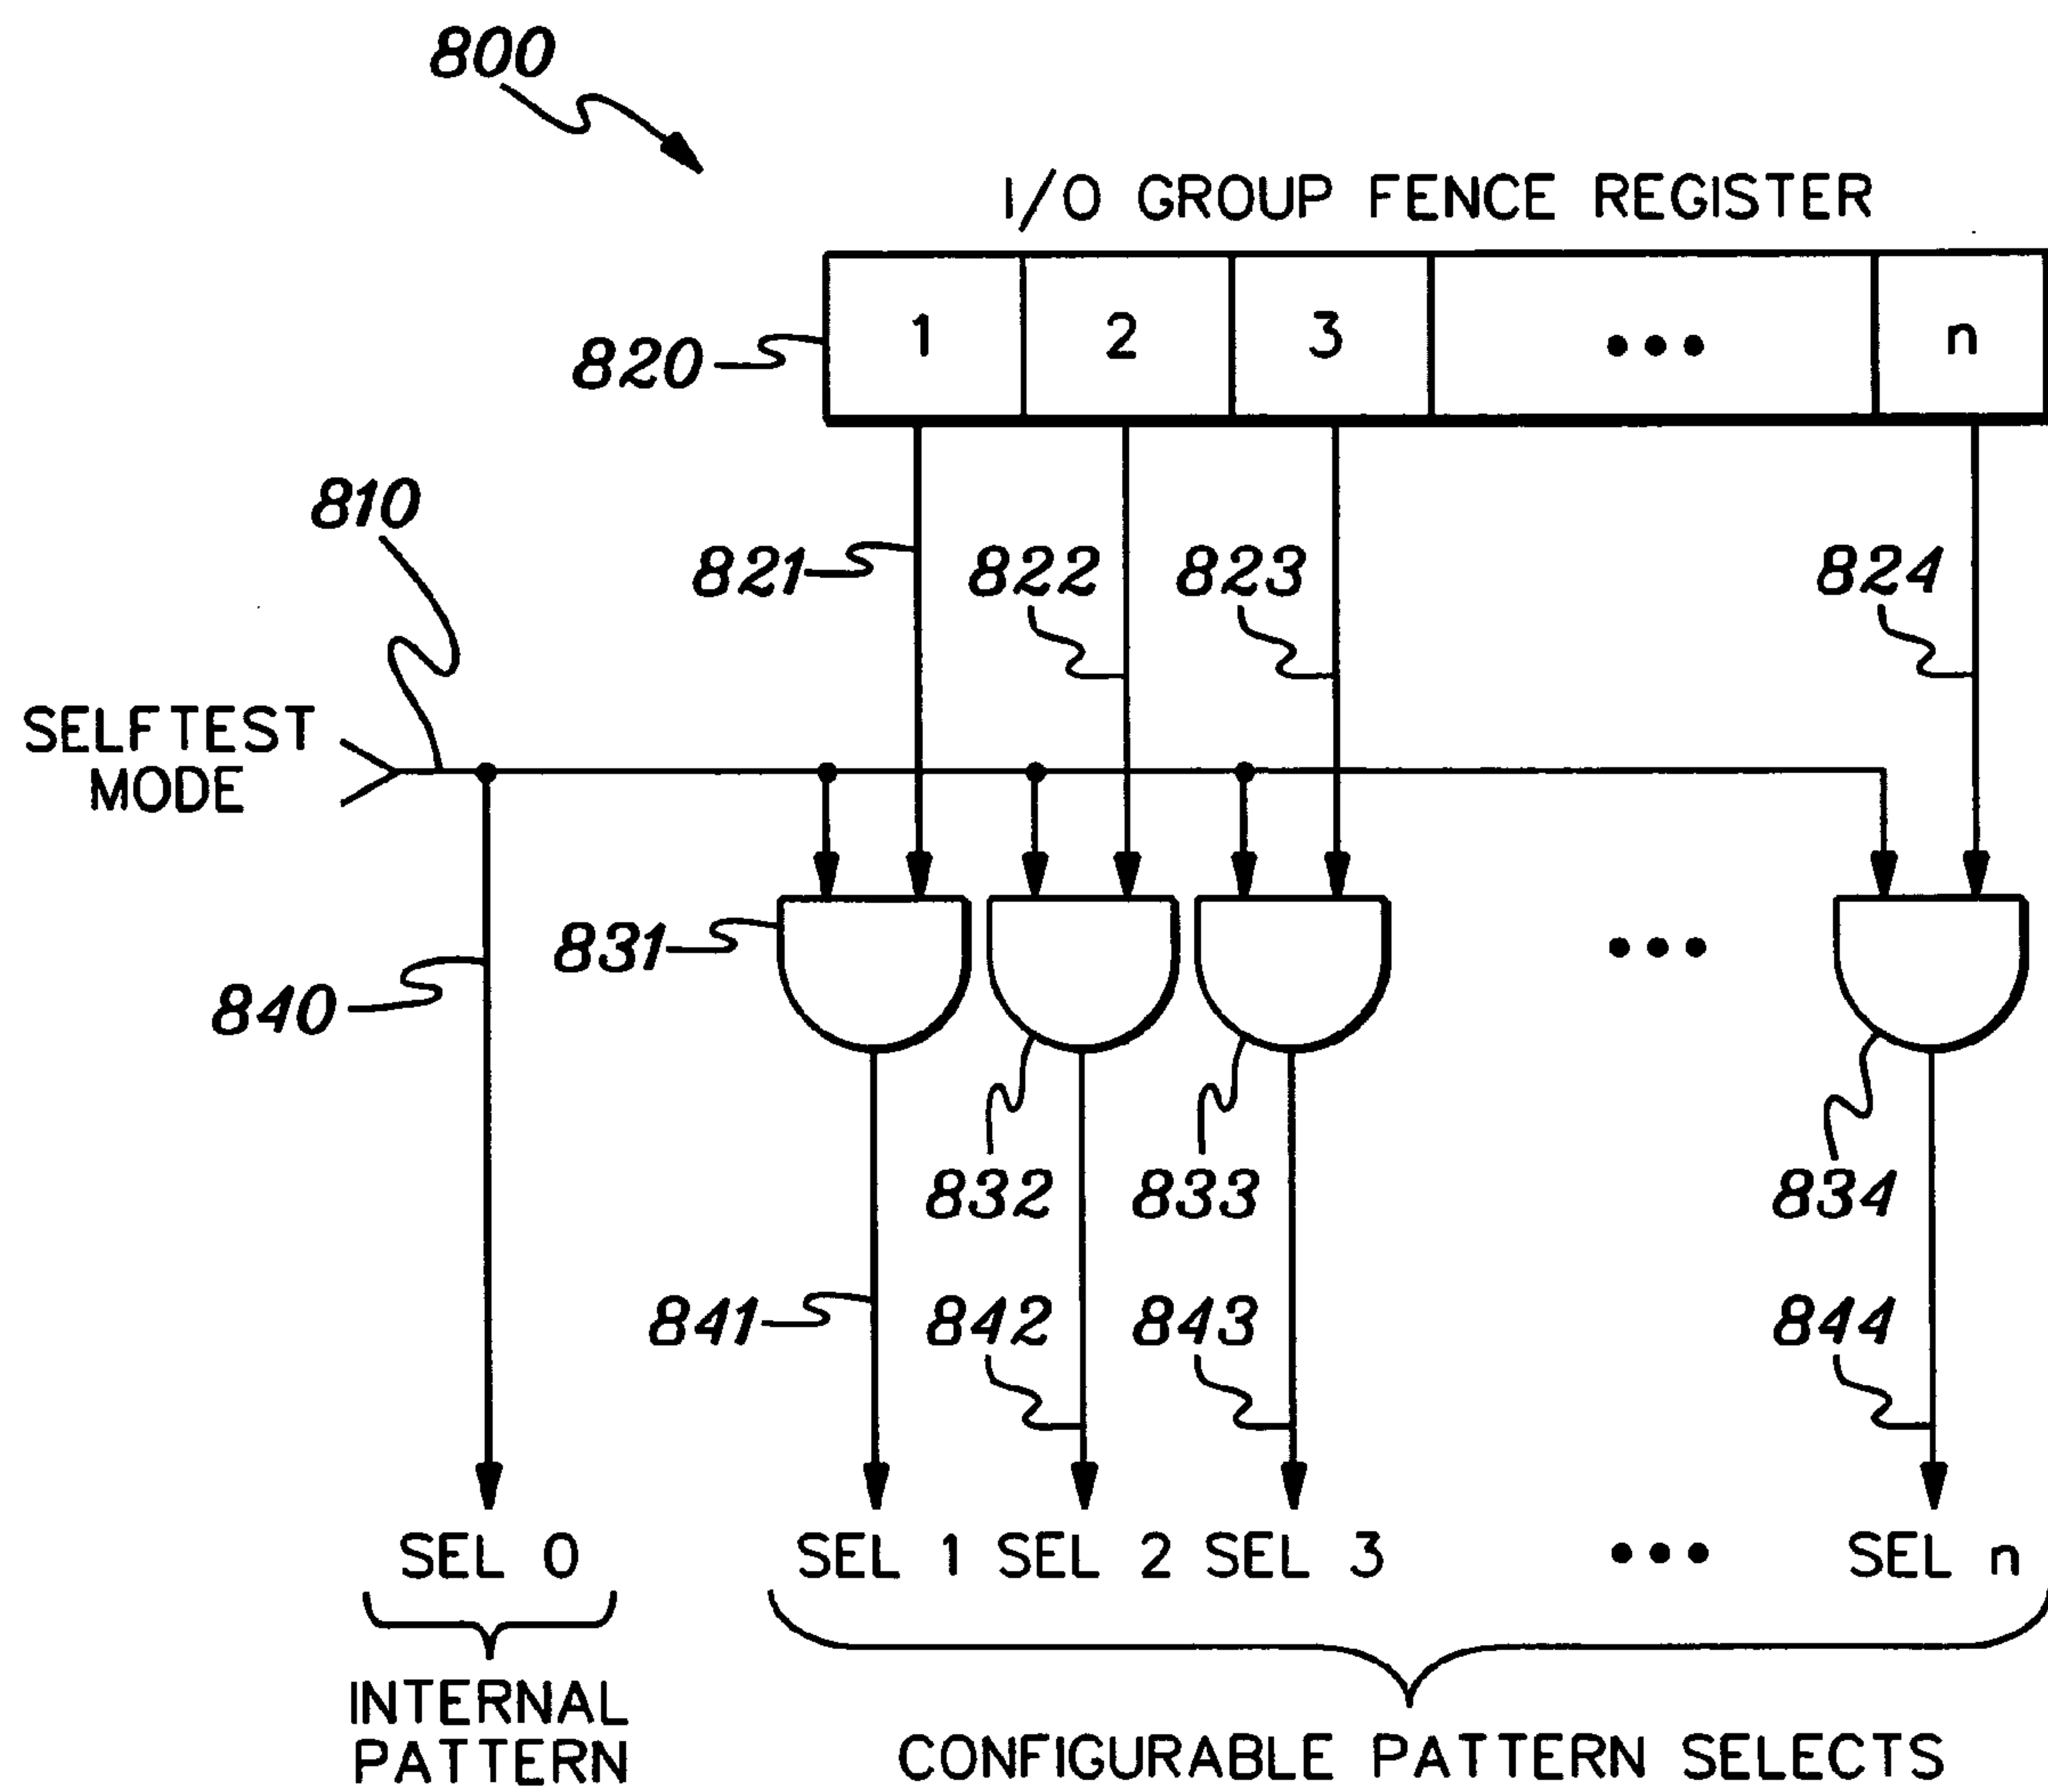 800
I/O GROUP FENCE REGISTER
820
1 2 3 ••• n
810
821 822 823 824
SELFTEST
MODE
831 •••
840
832 833 834
841 842 843 844
SEL 0 SEL 1 SEL 2 SEL 3 ••• SEL n
INTERNAL
PATTERN
CONFIGURABLE PATTERN SELECTS